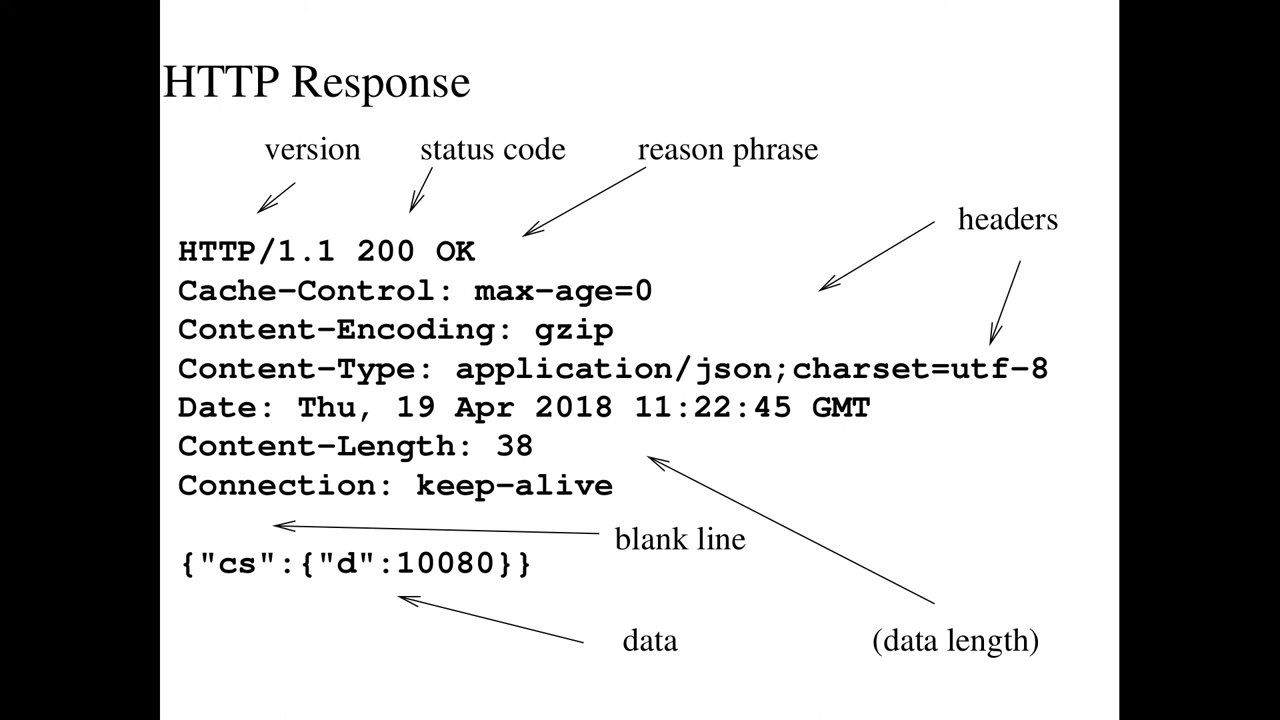 HTTP Response
version
status code
reason phrase
headers
HTTP/1.1 200 OK
Cache-Control: max-age=0
Content-Encoding: gzip
Content-Type: application/json;charset=utf-8
Date: Thu, 19 Apr 2018 11:22:45 GMT
Content-Length: 38
Connection: keep-alive
blank line
{"cs":{"d":10080}}
data
(data length)